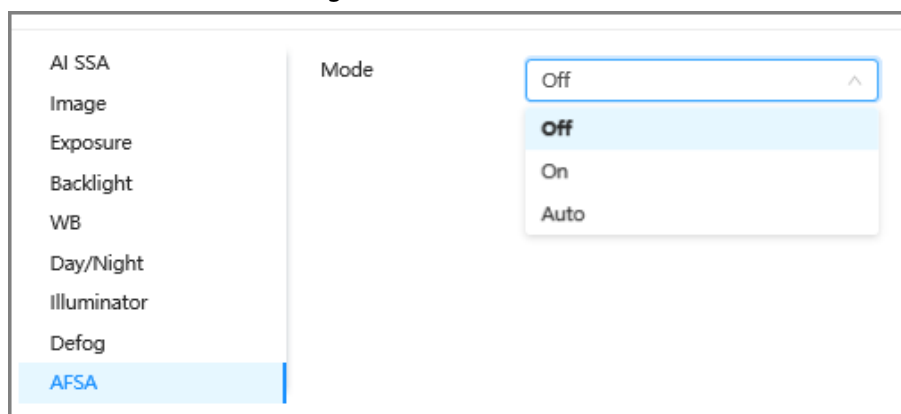 AI SSA
Image
Exposure
Backlight
WB
Day/Night
Illuminator
Defog
AFSA
Mode
Off
Off
On
Auto